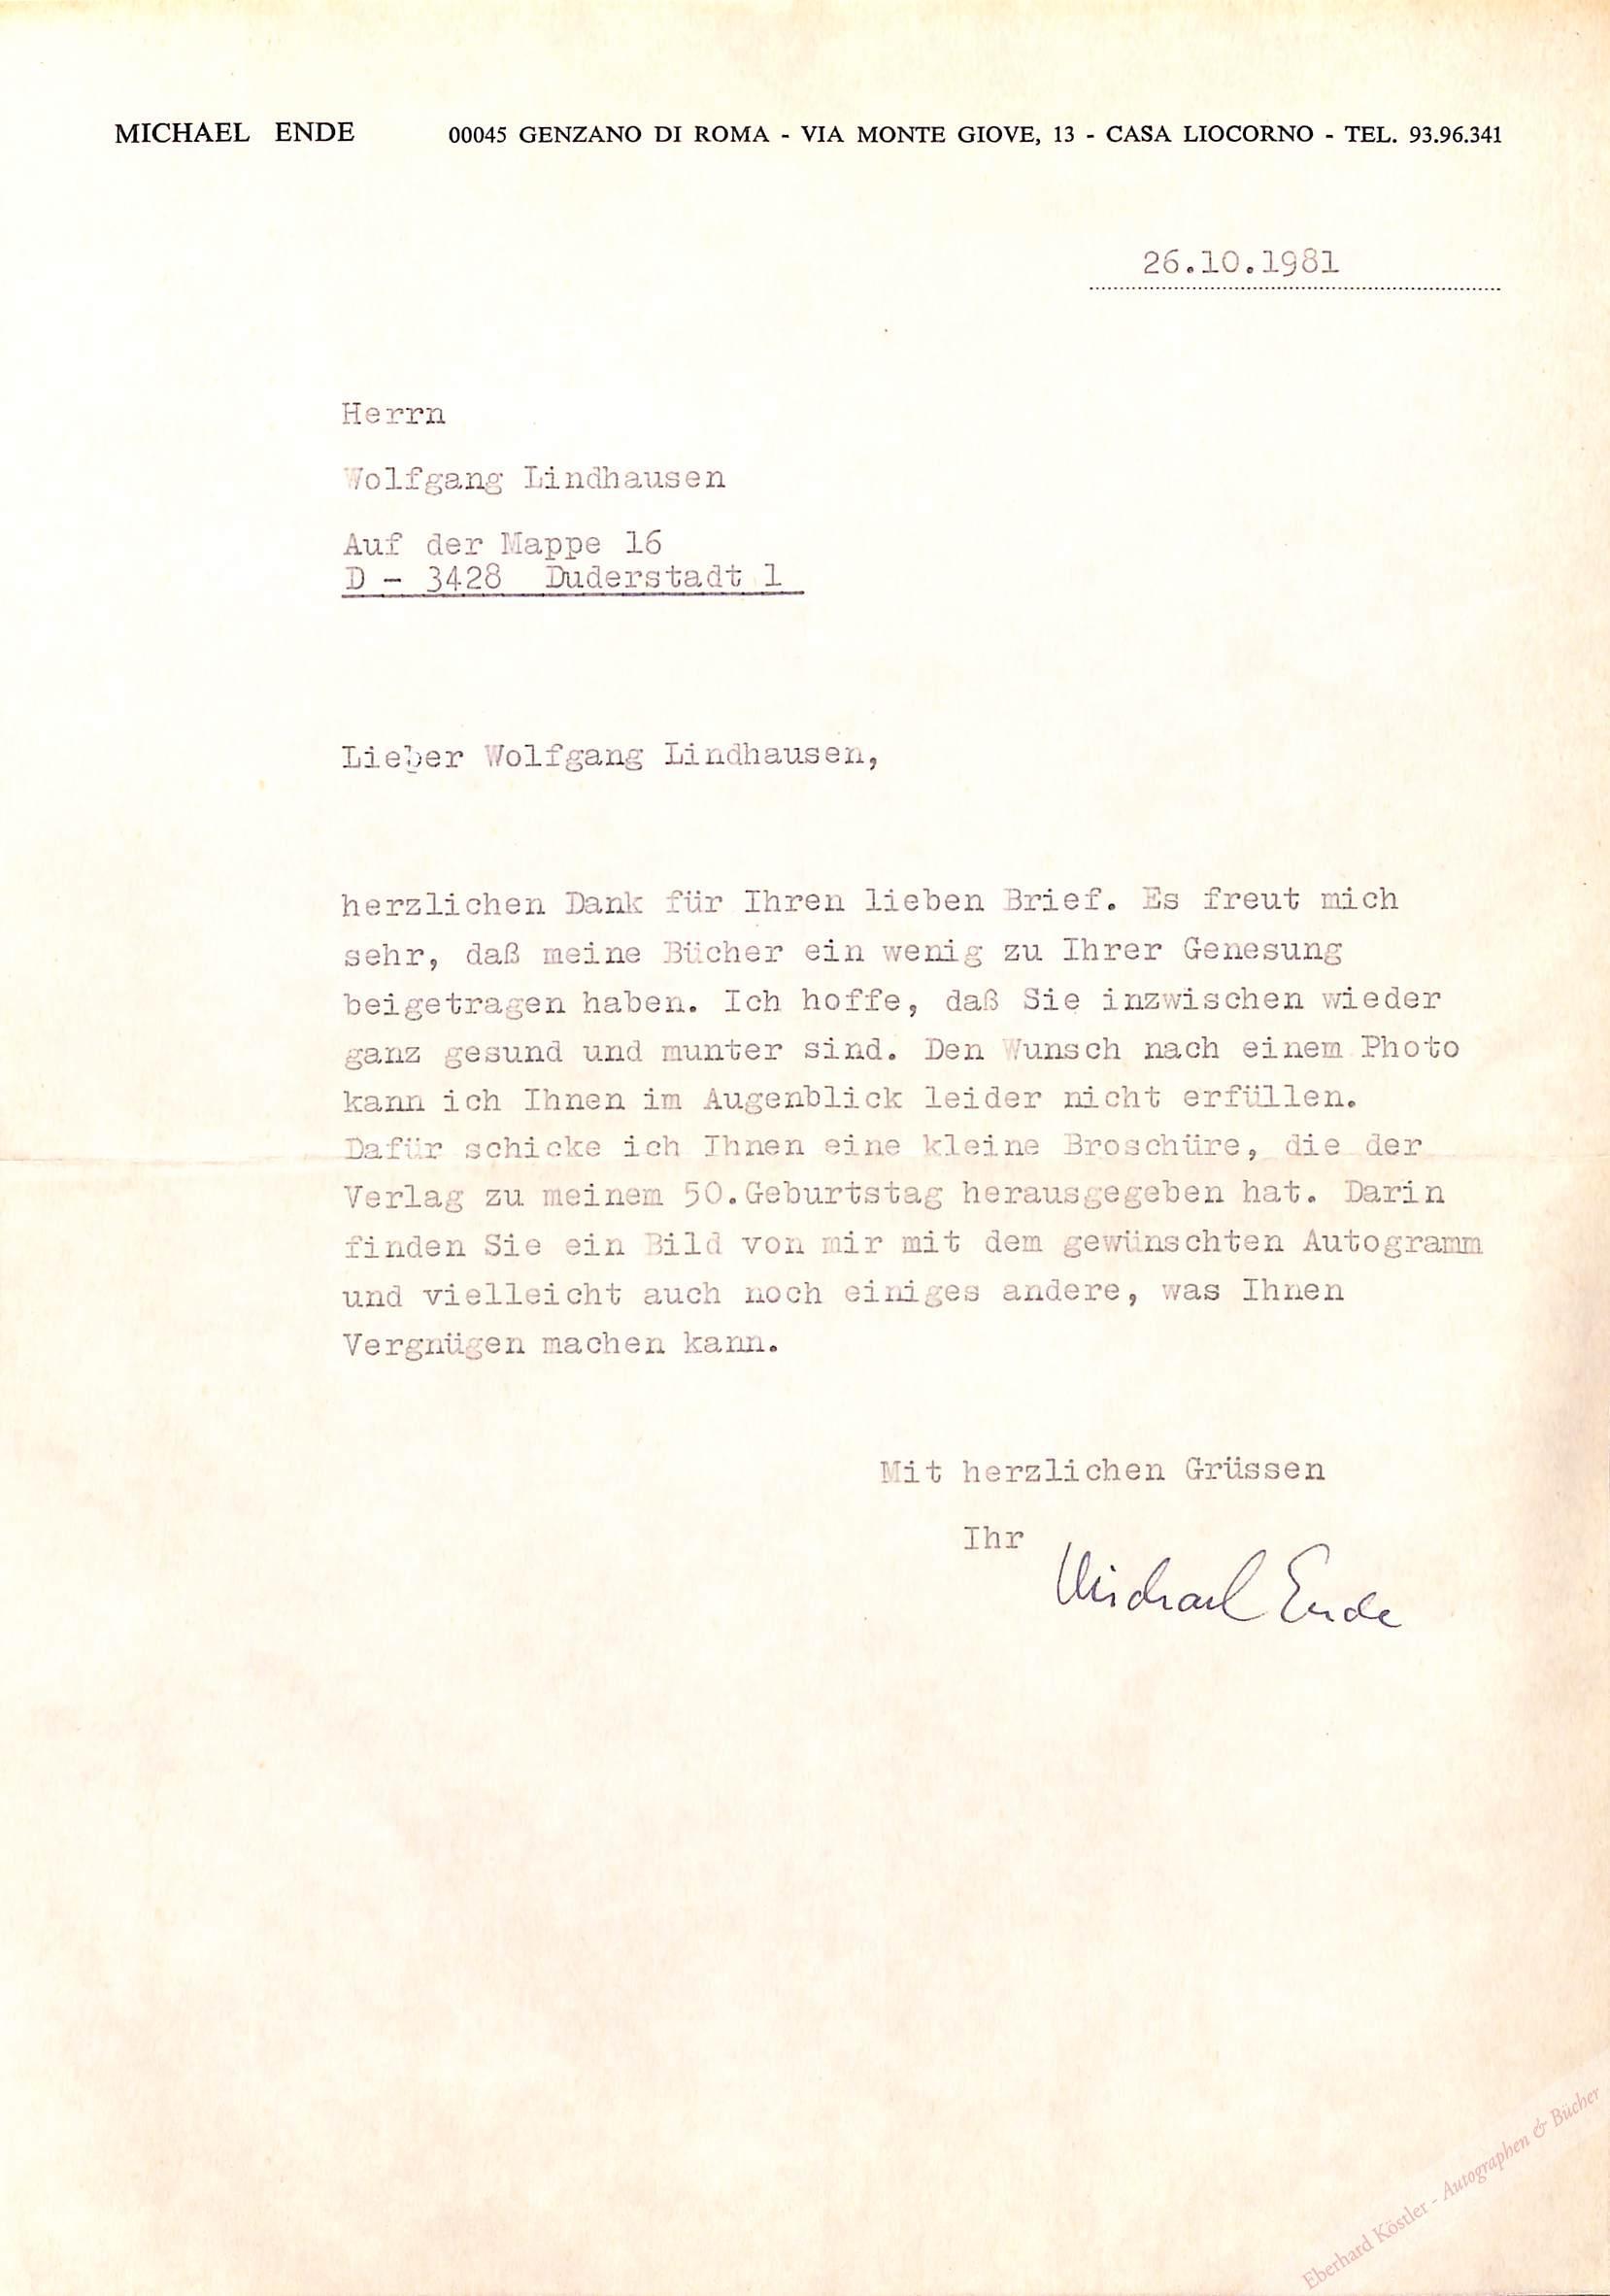 MICHAEL ENDE 00045 GENZANO DI ROMA - VIA MONTE GIOVE, 13 - CASA LIOCORNO - TEL. 93.96.341
26.10.1981
Herrn
Wolfgang Lindhausen
Auf der Mappe 16
D - 3428 Duderstadt 1
Lieber Wolfgang Lindhausen,
herzlichen Dank für Ihren lieben Brief. Es freut mich
sehr, daß meine Bücher ein wenig zu Ihrer Genesung
beigetragen haben. Ich hoffe, daß Sie inzwischen wieder
ganz gesund und munter sind. Den Wunsch nach einem Photo
kann ich Ihnen im Augenblick leider nicht erfüllen.
Dafür schicke ich Ihnen eine kleine Broschüre, die der
Verlag zu meinem 50.Geburtstag herausgegeben hat. Darin
finden Sie ein Bild von mir mit dem gewünschten Autogramm
und vielleicht auch noch einiges andere, was Ihnen
Vergnügen machen kann.
Mit herzlichen Grüssen
Ihr
Michael Ende
Eberhard Köstler - Autographen & Bücher